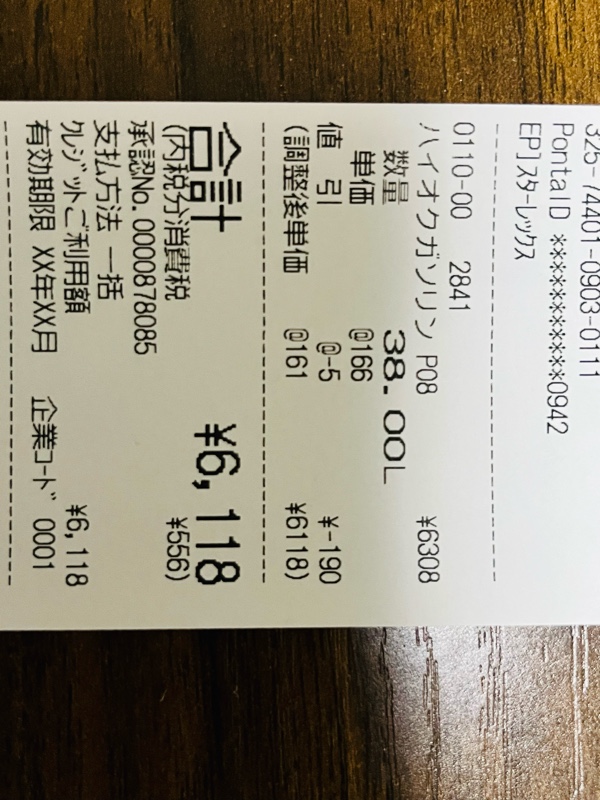 325-74401-0903-0111
PontaID ************0942
EP]スターレックス
0110-00 2841
ハイオクガソリン P08 ¥6308
数量 38.00L
単価 @166
値引 @-5 ¥-190
(調整後単価 @161 ¥6118)
合計 ¥6,118
(内税分消費税 ¥556)
承認No. 0000878085
支払方法 一括
クレジットご利用額 ¥6,118
有効期限 XX年XX月 企業コード 0001